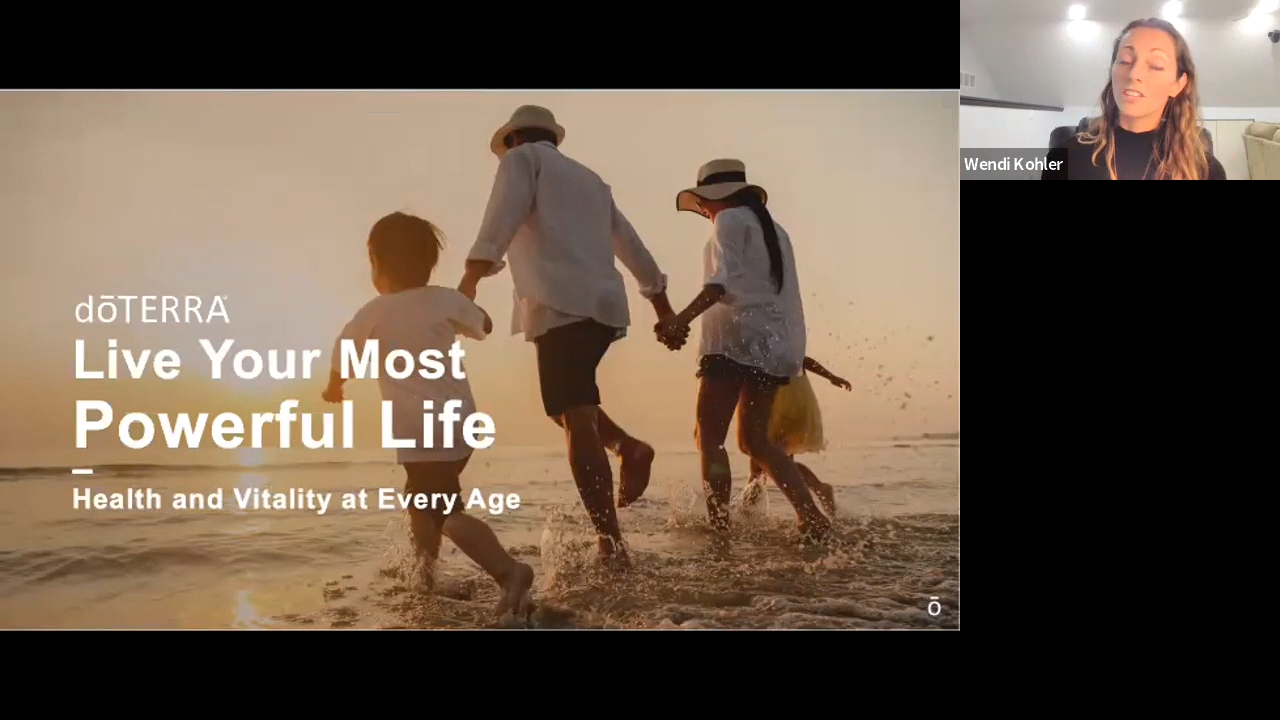 dōTERRA
Live Your Most
Powerful Life
Health and Vitality at Every Age
ō
Wendi Kohler